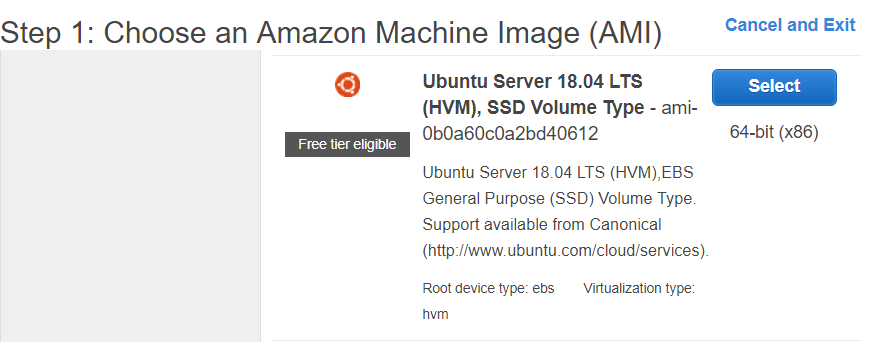 Step 1: Choose an Amazon Machine Image (AMI)
Cancel and Exit
Free tier eligible
Ubuntu Server 18.04 LTS
(HVM), SSD Volume Type - ami-
0b0a60c0a2bd40612
Select
64-bit (x86)
Ubuntu Server 18.04 LTS (HVM),EBS
General Purpose (SSD) Volume Type.
Support available from Canonical
(http://www.ubuntu.com/cloud/services).
Root device type: ebs Virtualization type:
hvm